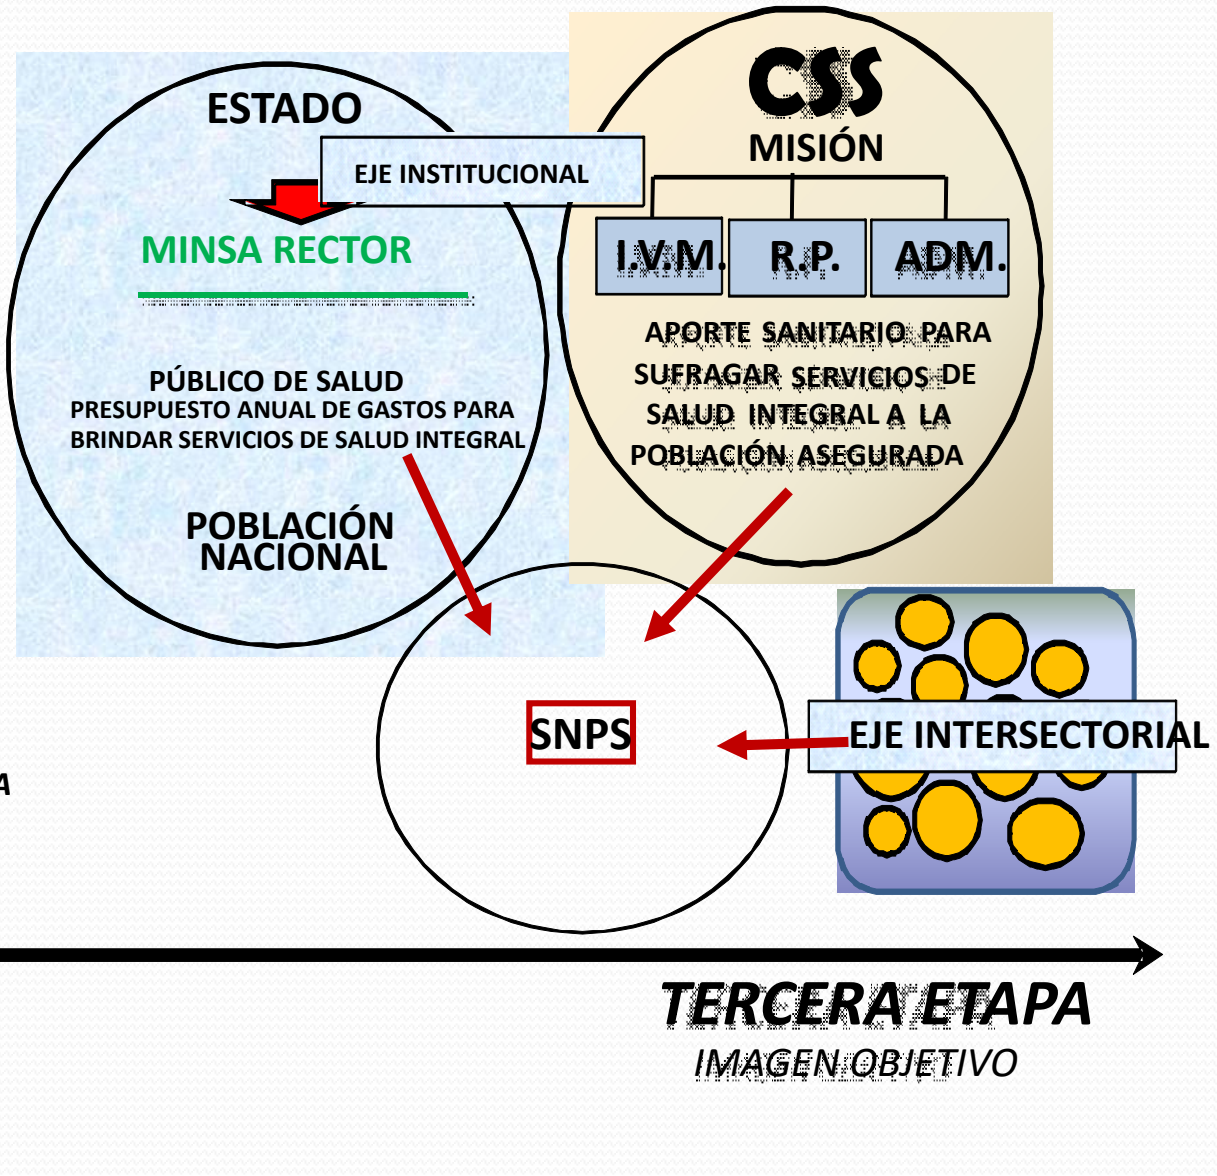 ESTADO
EJE INSTITUCIONAL
MINSA RECTOR
PÚBLICO DE SALUD
PRESUPUESTO ANUAL DE GASTOS PARA
BRINDAR SERVICIOS DE SALUD INTEGRAL
POBLACIÓN
NACIONAL
CSS
MISIÓN
I.V.M. R.P. ADM.
APORTE SANITARIO PARA
SUFRAGAR SERVICIOS DE
SALUD INTEGRAL A LA
POBLACIÓN ASEGURADA
SNPS
EJE INTERSECTORIAL
A
TERCERA ETAPA
IMAGEN OBJETIVO